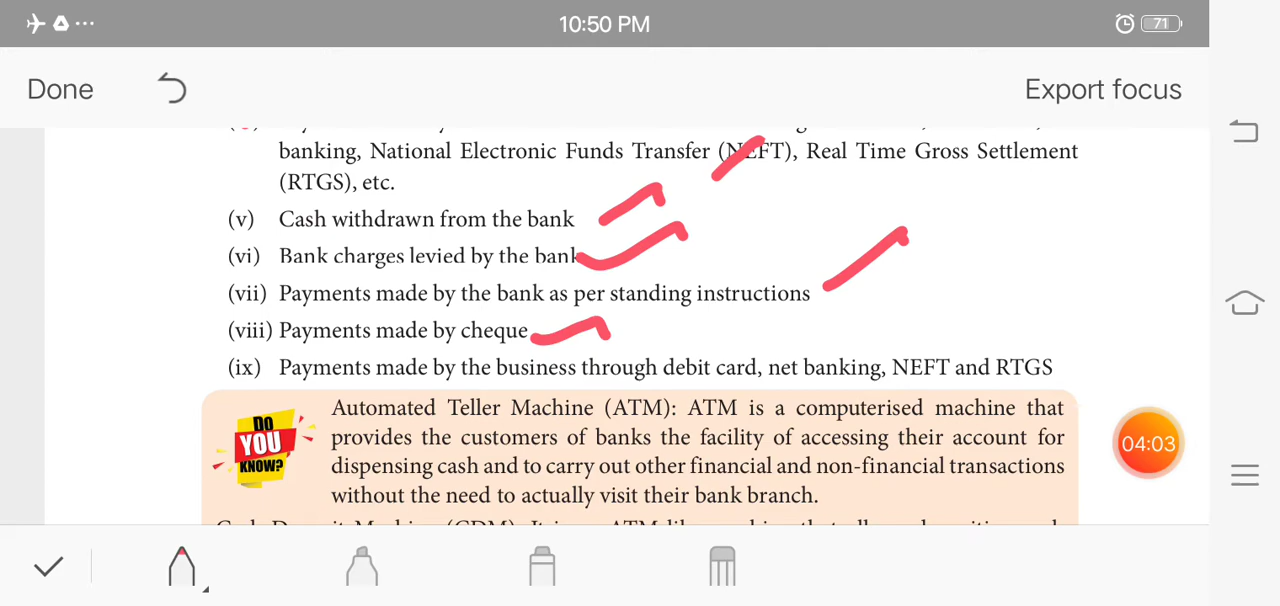 10:50 PM
71
Done
Export focus
banking, National Electronic Funds Transfer (NEFT), Real Time Gross Settlement
(RTGS), etc.
(v) Cash withdrawn from the bank
(vi) Bank charges levied by the bank
(vii) Payments made by the bank as per standing instructions
(viii) Payments made by cheque
(ix) Payments made by the business through debit card, net banking, NEFT and RTGS
DO
YOU
KNOW?
Automated Teller Machine (ATM): ATM is a computerised machine that
provides the customers of banks the facility of accessing their account for
dispensing cash and to carry out other financial and non-financial transactions
without the need to actually visit their bank branch.
04:03